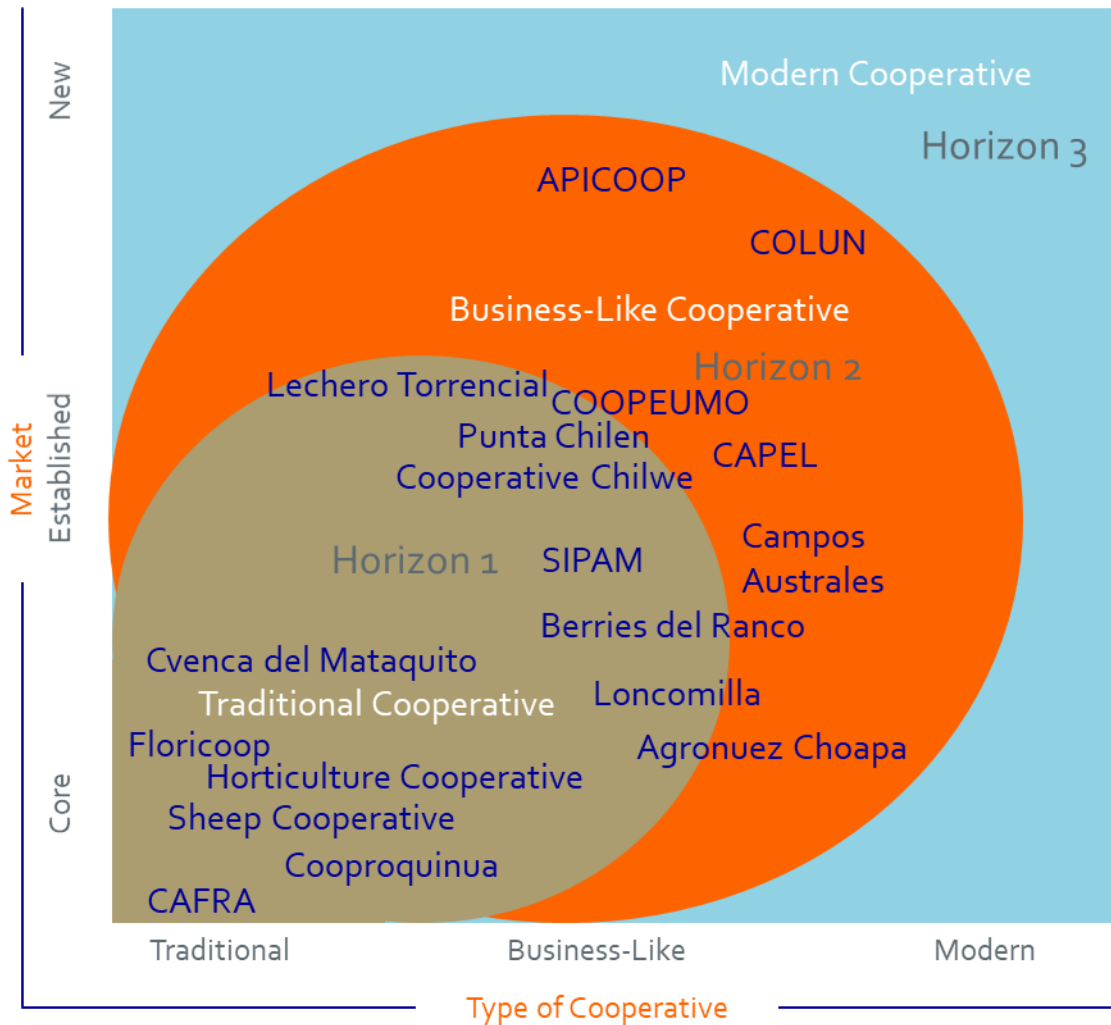 New
Modern Cooperative
Horizon 3
APICOOP
COLUN
Business-Like Cooperative
Horizon 2
Lechero Torrencial
COOPEUMO
Punta Chilen
CAPEL
Cooperative Chilwe
Market
Established
Campos
Australes
Horizon 1
SIPAM
Berries del Ranco
Cvenca del Mataquito
Loncomilla
Traditional Cooperative
Floricoop
Agronuez Choapa
Horticulture Cooperative
Core
Sheep Cooperative
Cooproquinua
CAFRA
Traditional
Business-Like
Modern
Type of Cooperative